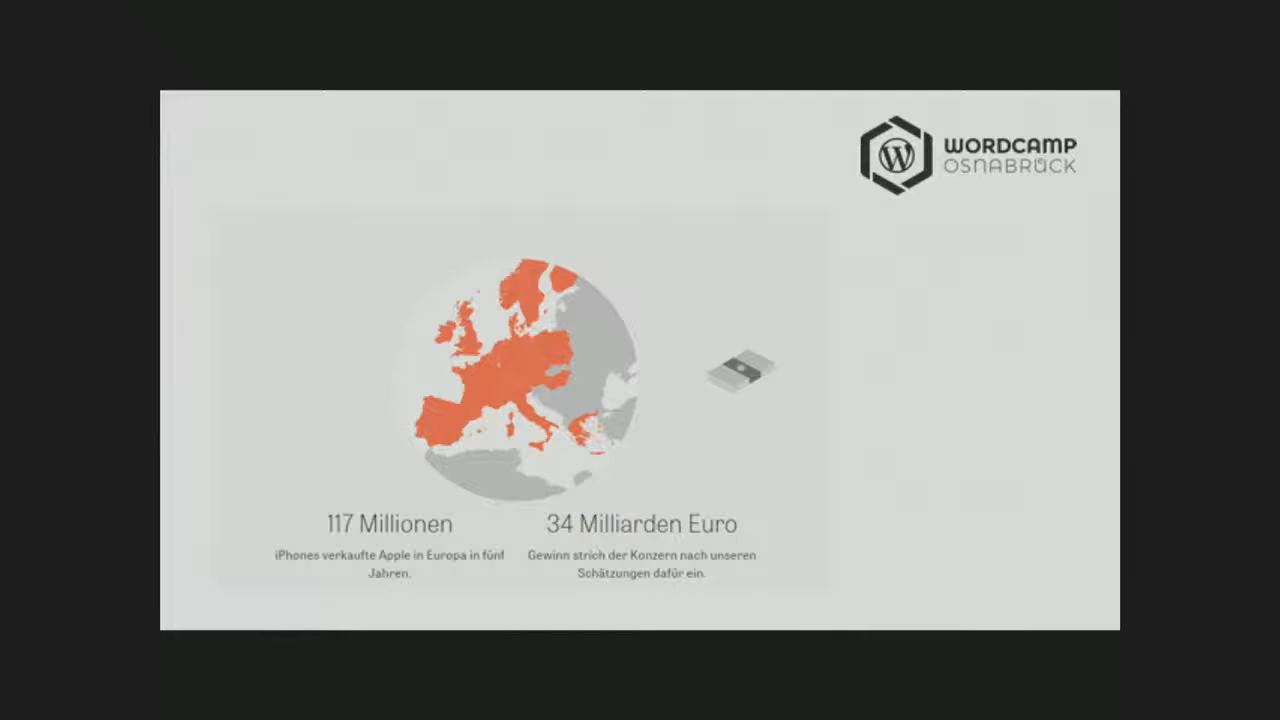 WORDCAMP
OSNABRÜCK
117 Millionen
iPhones verkaufte Apple in Europa in fünf
Jahren.
34 Milliarden Euro
Gewinn strich der Konzern nach unseren
Schätzungen dafür ein.